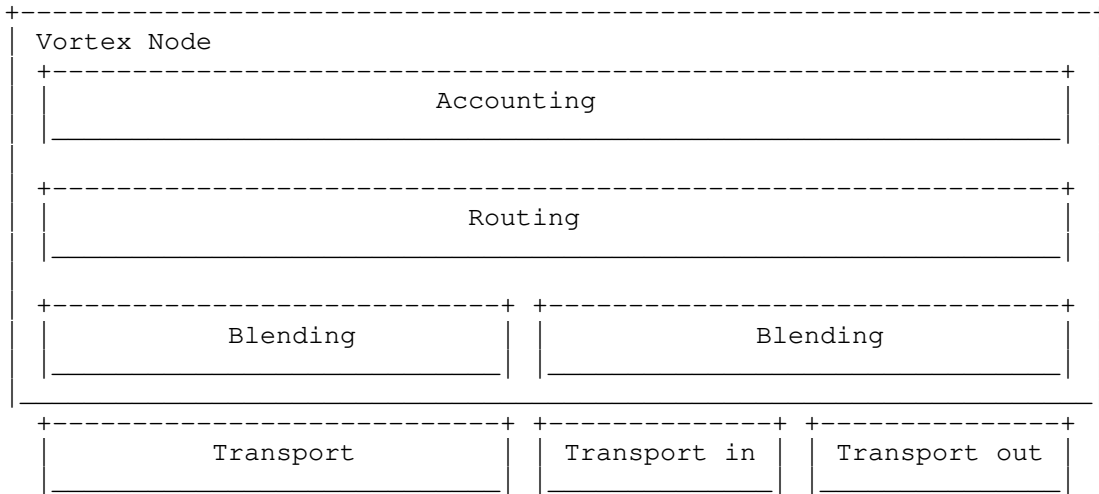 Vortex Node
Accounting
Routing
Blending Blending
Transport Transport in Transport out